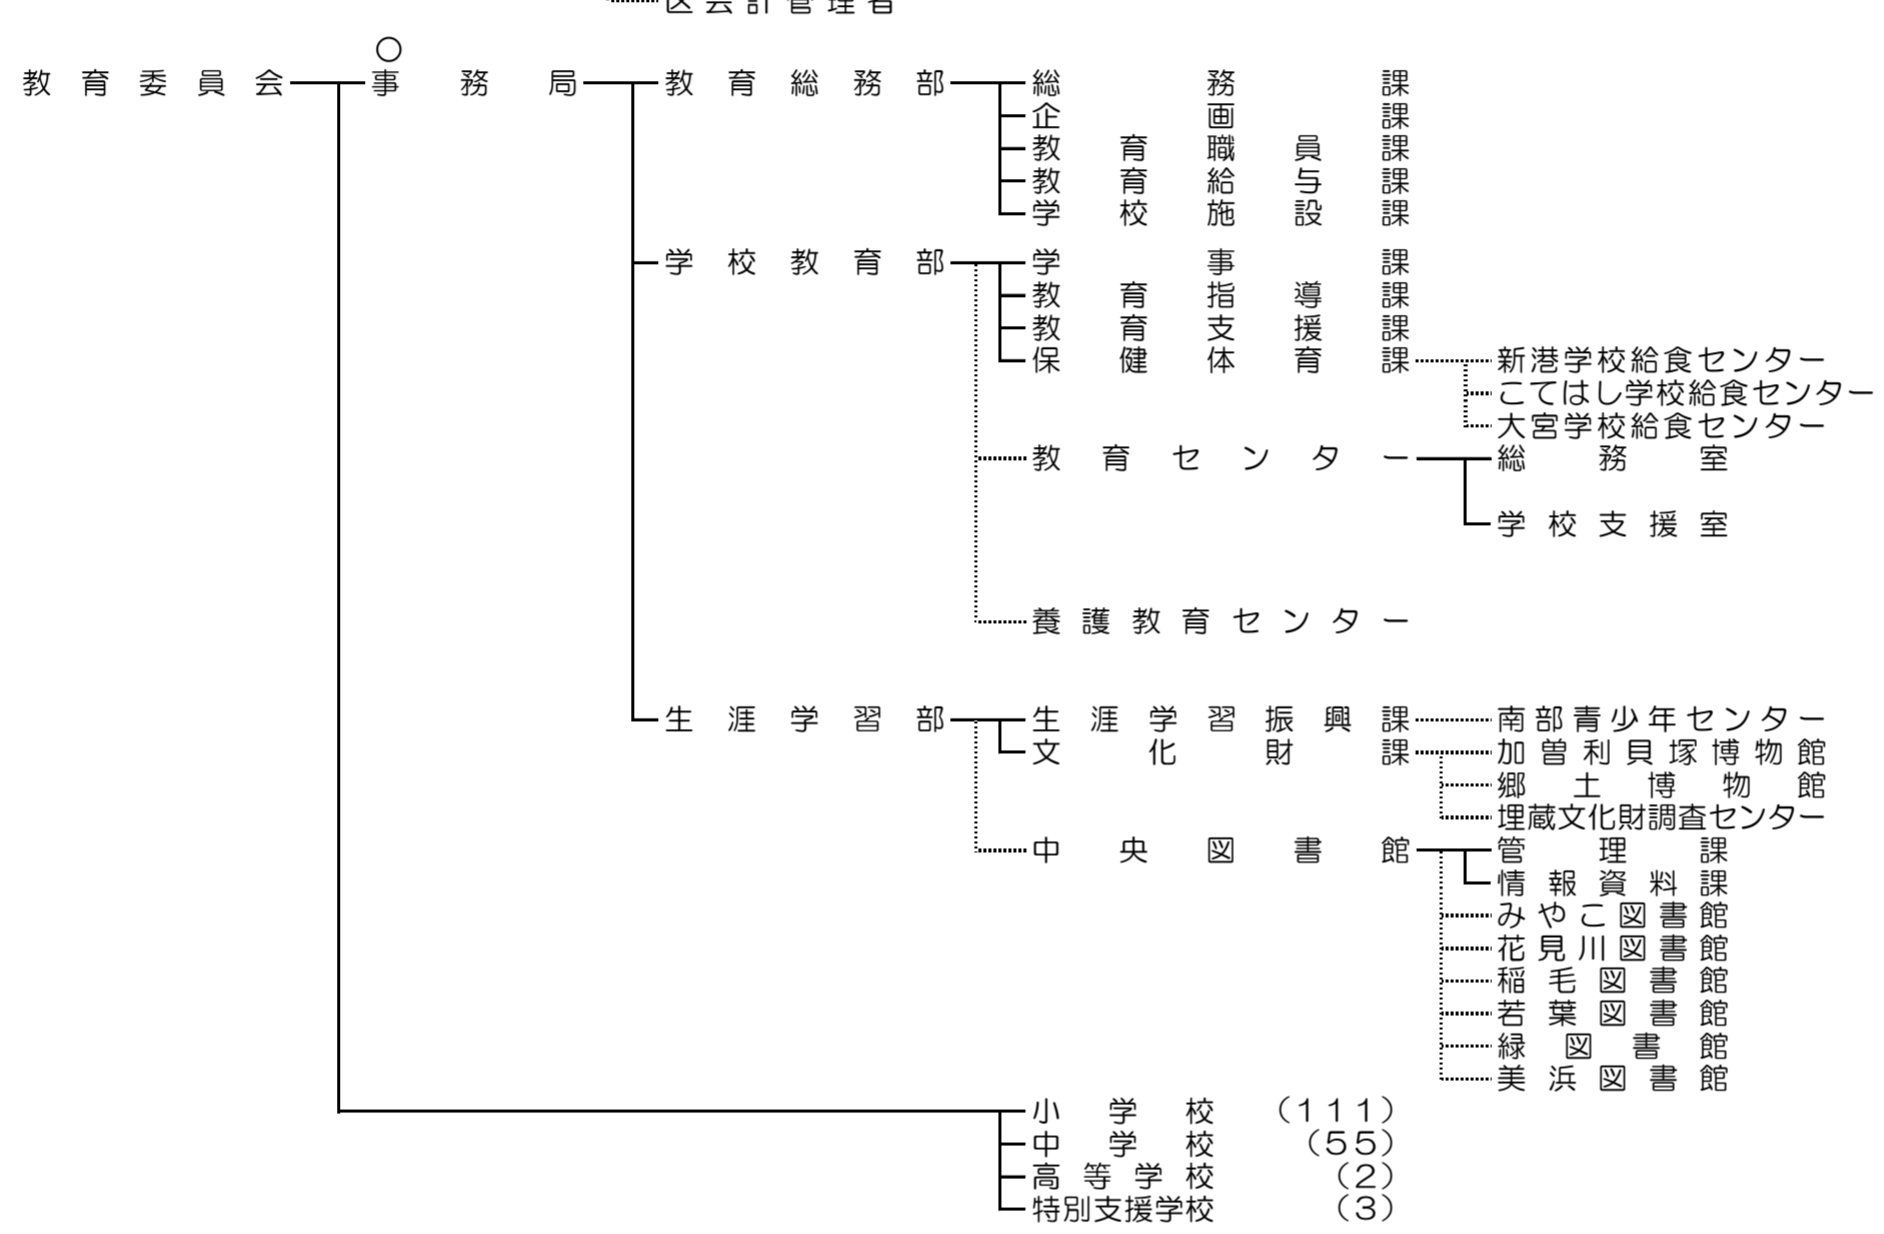 区会計管理者
○
教育委員会 事務局 教育総務部 総務課
企画課
教育職員課
教育給与課
学校施設課
学校教育部 学事課
教育指導課
教育支援課
保健体育課 新港学校給食センター
こてはし学校給食センター
大宮学校給食センター
教育センター 総務室
学校支援室
養護教育センター
生涯学習部 生涯学習振興課 南部青少年センター
文化財課 加曽利貝塚博物館
郷土博物館
埋蔵文化財調査センター
中央図書館 管理課
情報資料課
みやこ図書館
花見川図書館
稲毛図書館
若葉図書館
緑図書館
美浜図書館
小学校 (111)
中学校 (55)
高等学校 (2)
特別支援学校 (3)